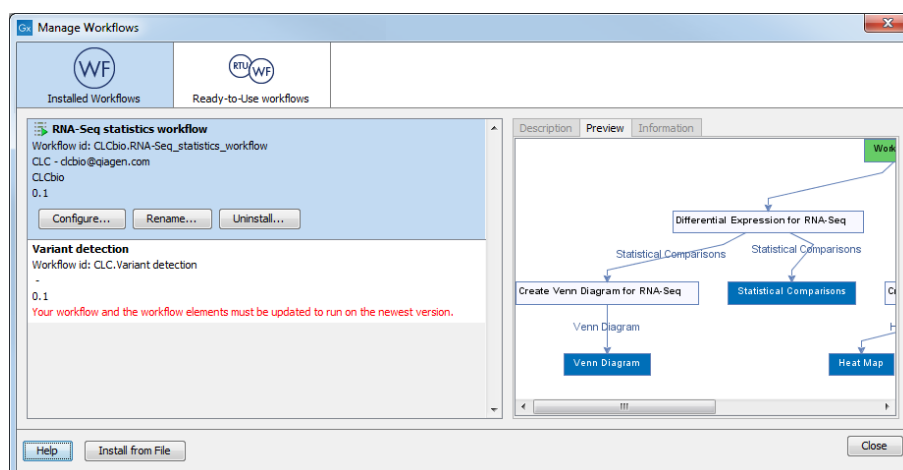 Gx Manage Workflows
WF
Installed Workflows
RTU WF
Ready-to-Use workflows
RNA-Seq statistics workflow
Workflow id: CLCbio.RNA-Seq_statistics_workflow
CLC - clcbio@qiagen.com
CLCbio
0.1
Configure... Rename... Uninstall...
Variant detection
Workflow id: CLC.Variant detection
-
0.1
Your workflow and the workflow elements must be updated to run on the newest version.
Description Preview Information
Work
Differential Expression for RNA-Seq
Statistical Comparisons Statistical Comparisons
Create Venn Diagram for RNA-Seq Statistical Comparisons
Venn Diagram
Venn Diagram Heat Map
Help Install from File Close